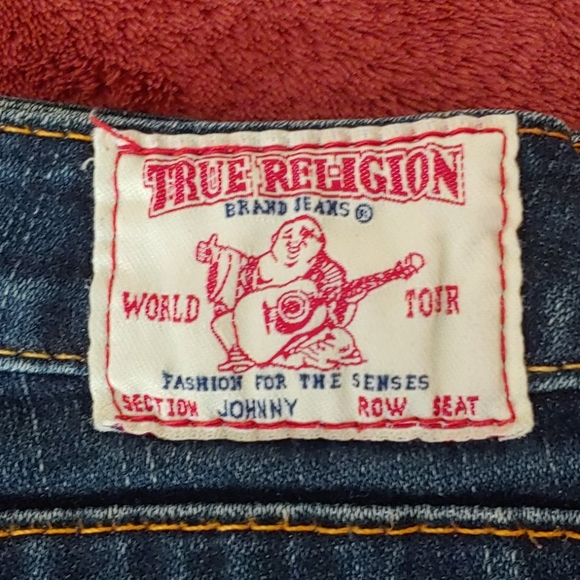 TRUE RELIGION
BRAND JEANS®
WORLD TOUR
FASHION FOR THE SENSES
SECTION JOHNNY ROW SEAT